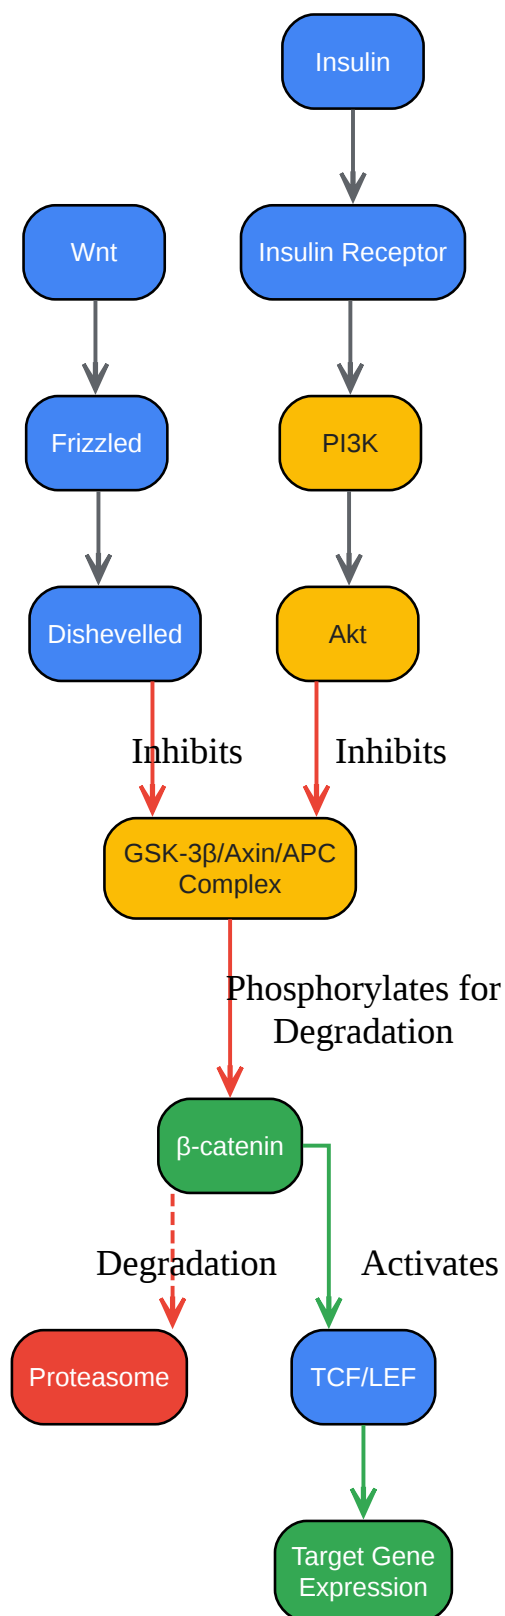 Insulin
Wnt
Insulin Receptor
Frizzled
PI3K
Dishevelled
Akt
Inhibits
Inhibits
GSK-3β/Axin/APC
Complex
Phosphorylates for
Degradation
β-catenin
Degradation
Activates
Proteasome
TCF/LEF
Target Gene
Expression